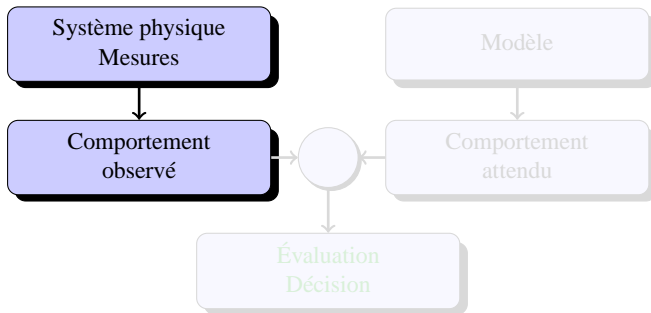 Système physique
Mesures
Modèle
Comportement
observé
Comportement
attendu
Évaluation
Décision